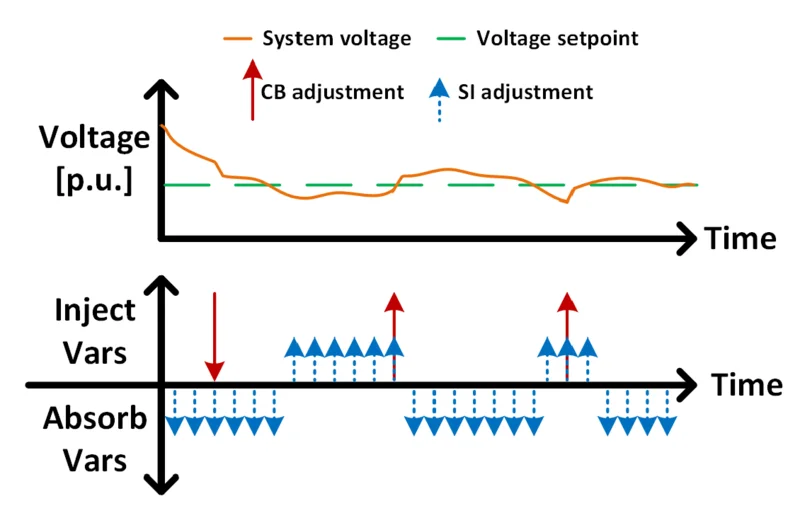 System voltage
Voltage setpoint
CB adjustment
SI adjustment
Voltage
[p.u.]
Time
Inject
Vars
Time
Absorb
Vars